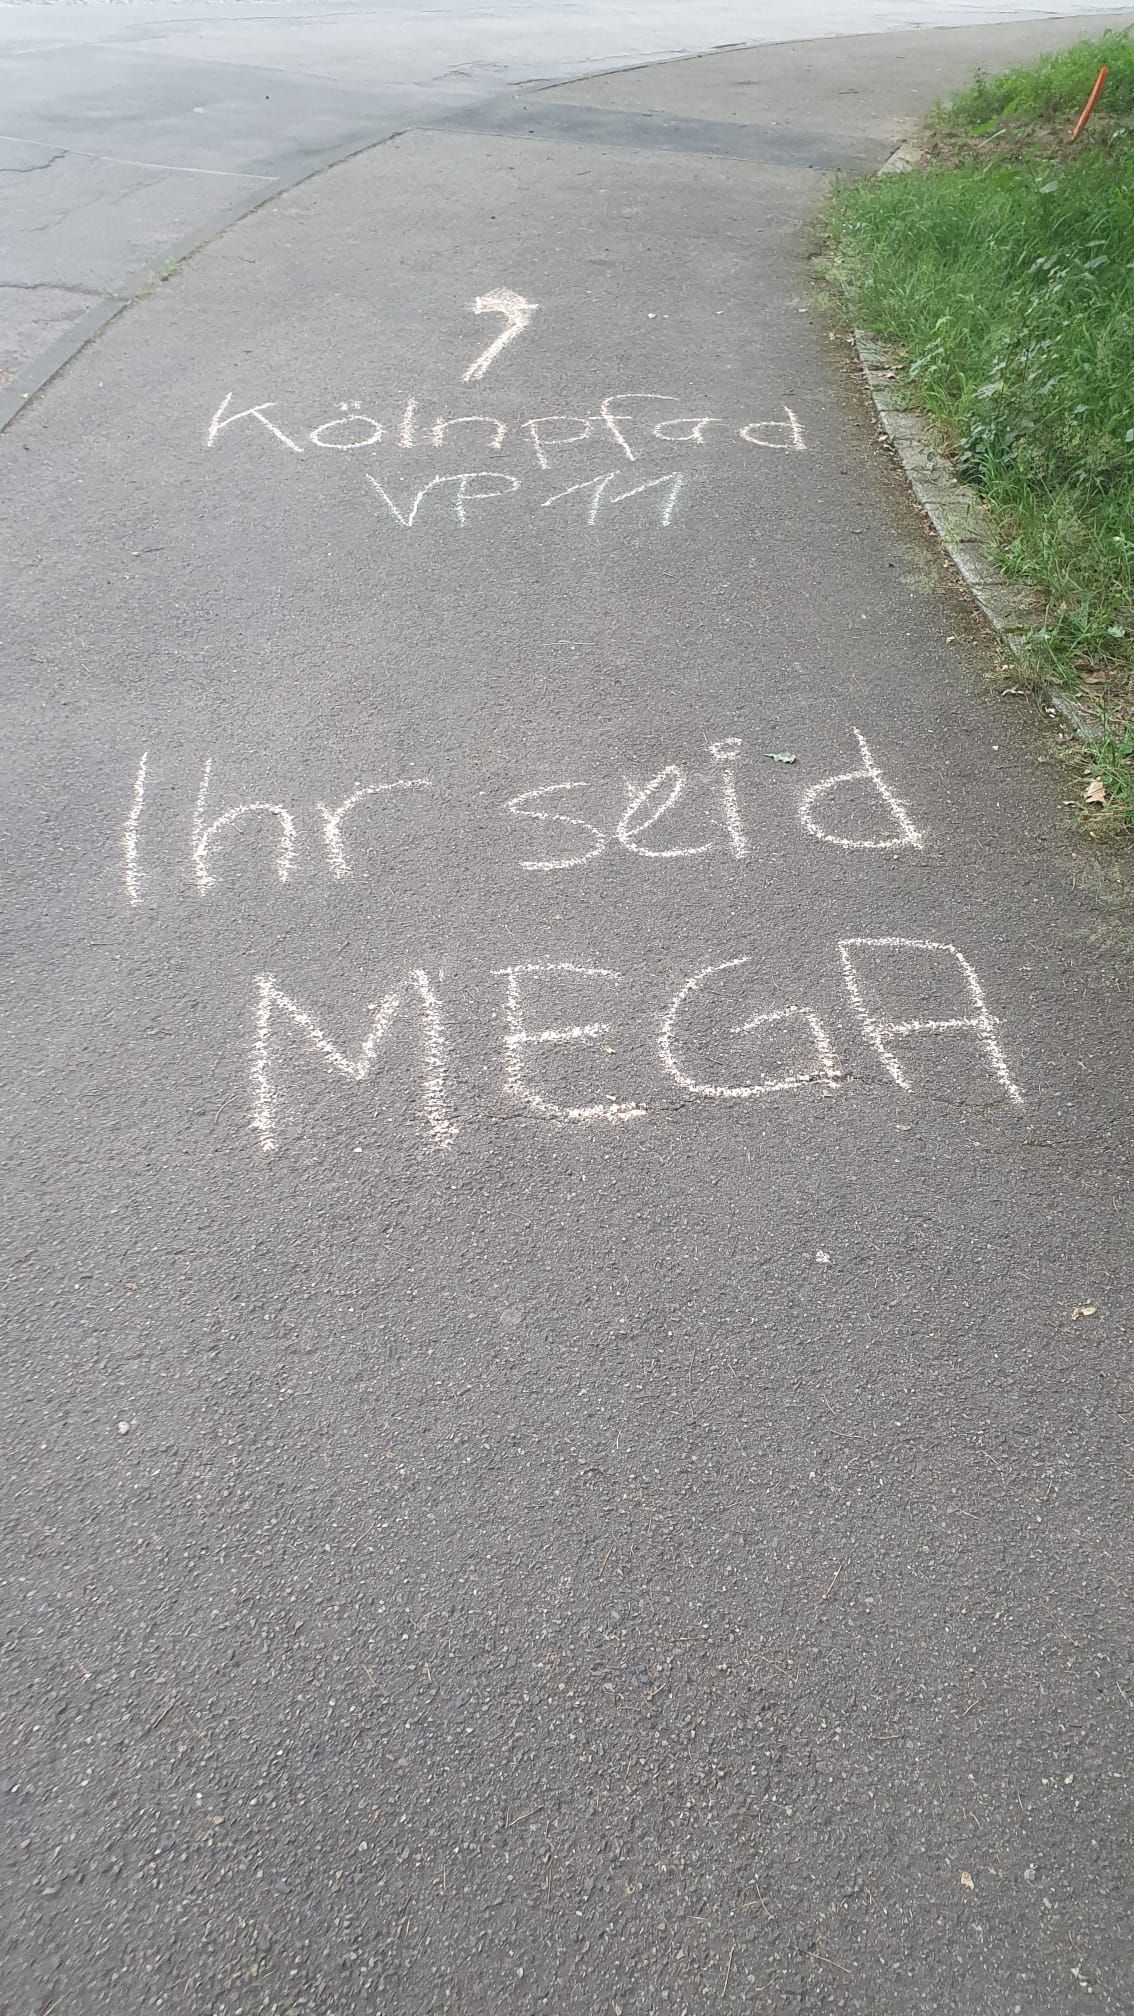 Kölnpfad
VP 11
Ihr seid
MEGA